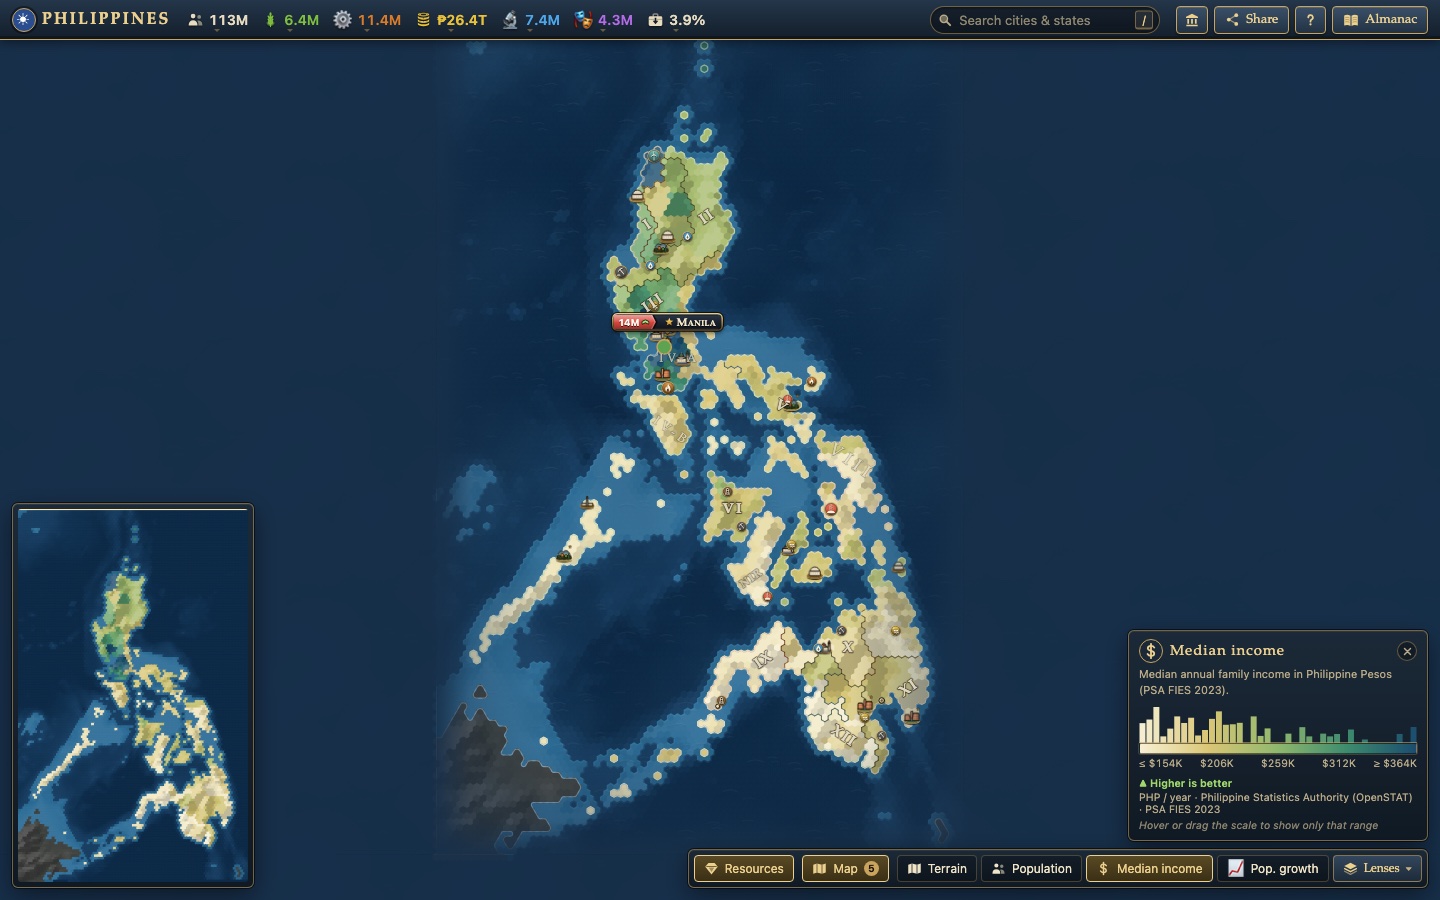 PHILIPPINES 113M 6.4M 11.4M ₱26.4T 7.4M 4.3M 3.9% Search cities & states / Share ? Almanac
I
II
III
14M ★ MANILA
IV-A
V
VIII
VI
NIR
IX
X
XI
XII
Median income
Median annual family income in Philippine Pesos
(PSA FIES 2023).
≤ $154K $206K $259K $312K ≥ $364K
▲ Higher is better
PHP / year · Philippine Statistics Authority (OpenSTAT)
· PSA FIES 2023
Hover or drag the scale to show only that range
Resources Map 5 Terrain Population $ Median income Pop. growth Lenses